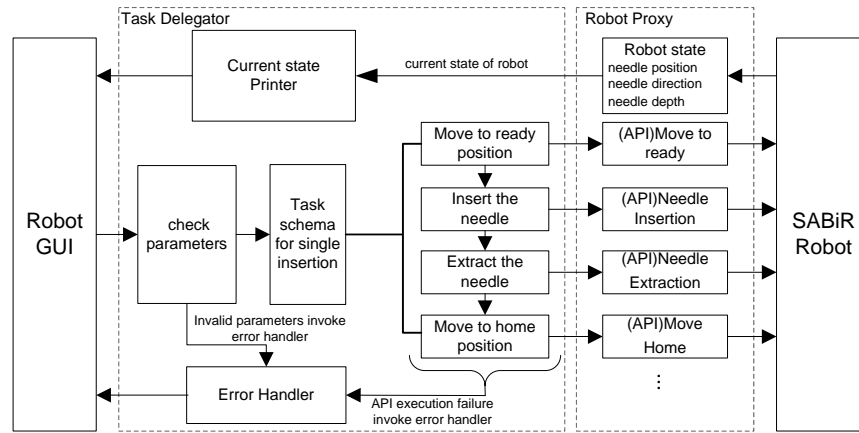 Task Delegator
Robot Proxy
Current state
Printer
current state of robot
Robot state
needle position
needle direction
needle depth
Robot
GUI
check
parameters
Task
schema
for single
insertion
Move to ready
position
Insert the
needle
Extract the
needle
Move to home
position
(API)Move to
ready
(API)Needle
Insertion
(API)Needle
Extraction
(API)Move
Home
...
SABiR
Robot
Invalid parameters invoke
error handler
Error Handler
API execution failure
invoke error handler